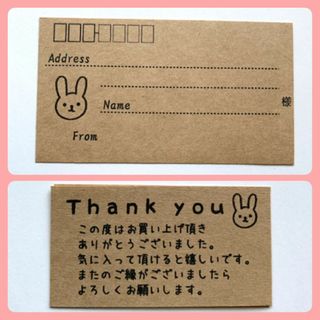 Address
Name
様
From
Thank you
この度はお買い上げ頂き
ありがとうございました。
気に入って頂けると嬉しいです。
またのご縁がございましたら
よろしくお願いします。